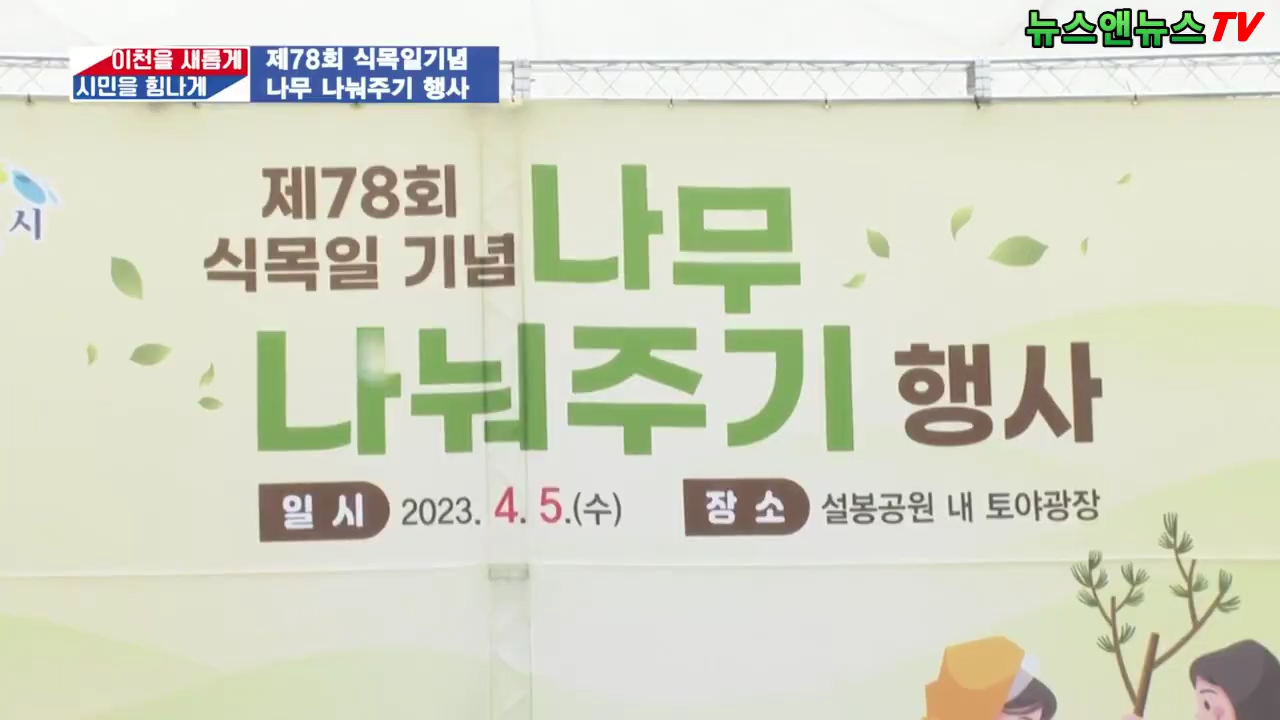 뉴스앤뉴스TV
이천을 새롭게
시민을 힘나게
제78회 식목일기념
나무 나눠주기 행사
시
제78회
식목일 기념
나무
나눠주기 행사
일 시 2023. 4. 5.(수)
장 소 설봉공원 내 토야광장